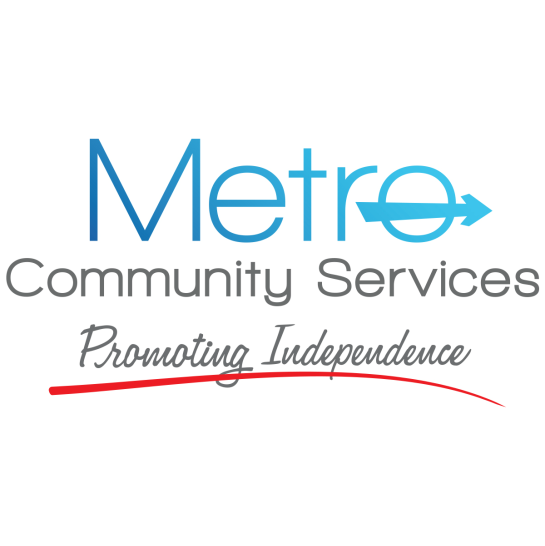 Metro
Community Services
Promoting Independence